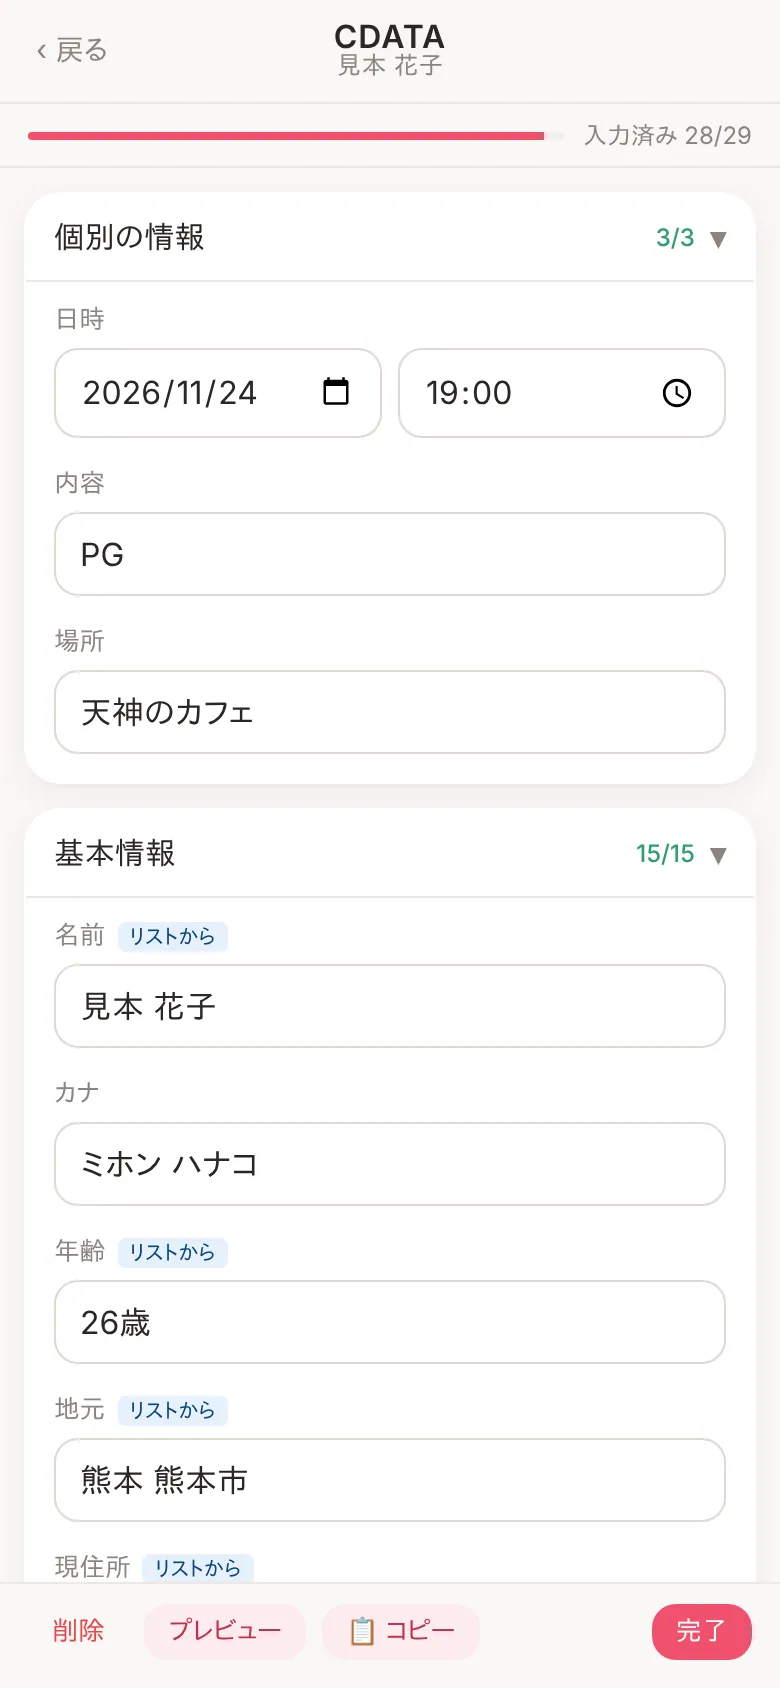 ‹ 戻る
CDATA
見本 花子
入力済み 28/29
個別の情報 3/3 ▼
日時
2026/11/24 19:00
内容
PG
場所
天神のカフェ
基本情報 15/15 ▼
名前 リストから
見本 花子
カナ
ミホン ハナコ
年齢 リストから
26歳
地元 リストから
熊本 熊本市
現住所 リストから
削除 プレビュー 📋 コピー 完了